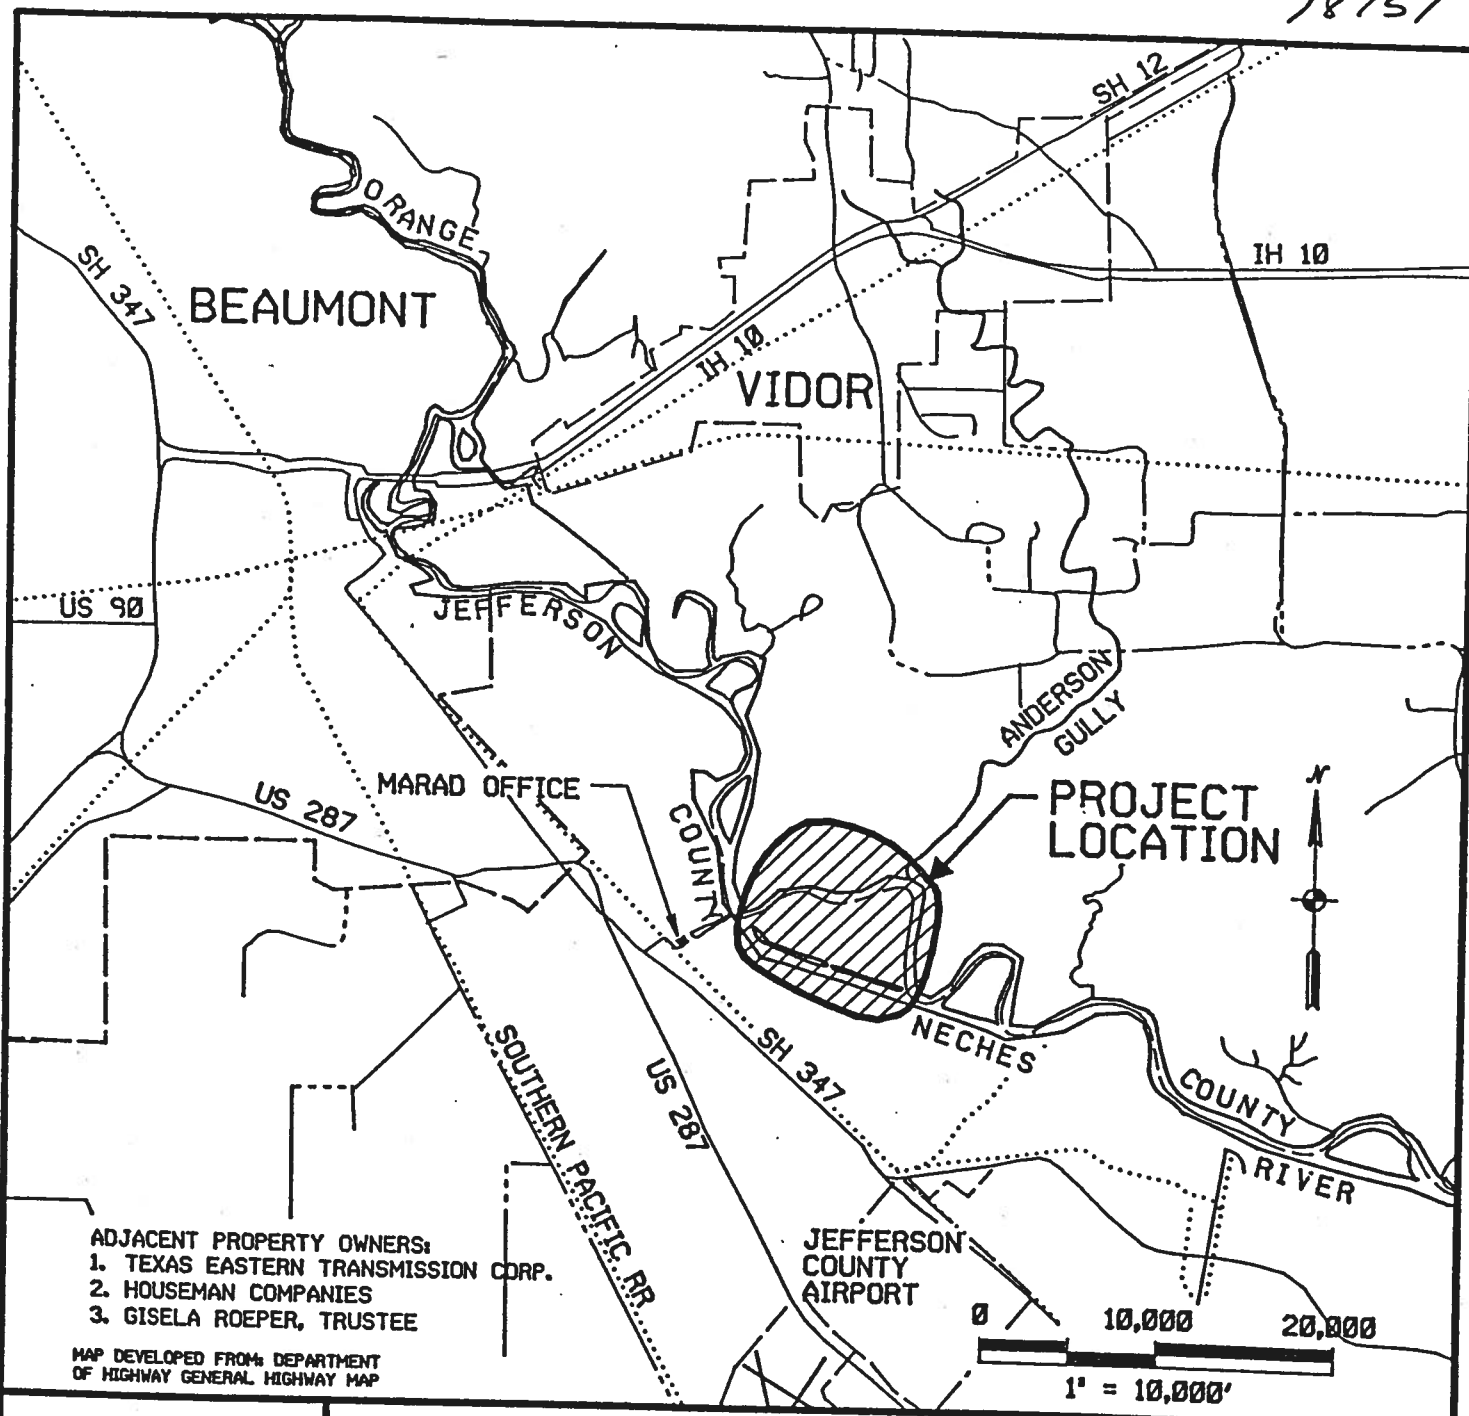 18757
SH 12
ORANGE
SH 347
BEAUMONT
IH 10
IH 10
VIDOR
US 90
JEFFERSON
ANDERSON
GULLY
MARAD OFFICE
US 287
COUNTY
PROJECT
LOCATION
N
NECHES
SH 347
US 287
SOUTHERN PACIFIC RR
COUNTY
RIVER
ADJACENT PROPERTY OWNERS:
1. TEXAS EASTERN TRANSMISSION CORP.
2. HOUSEMAN COMPANIES
3. GISELA ROEPER, TRUSTEE
JEFFERSON
COUNTY
AIRPORT
0 10,000 20,000
1" = 10,000'
MAP DEVELOPED FROM: DEPARTMENT
OF HIGHWAY GENERAL HIGHWAY MAP